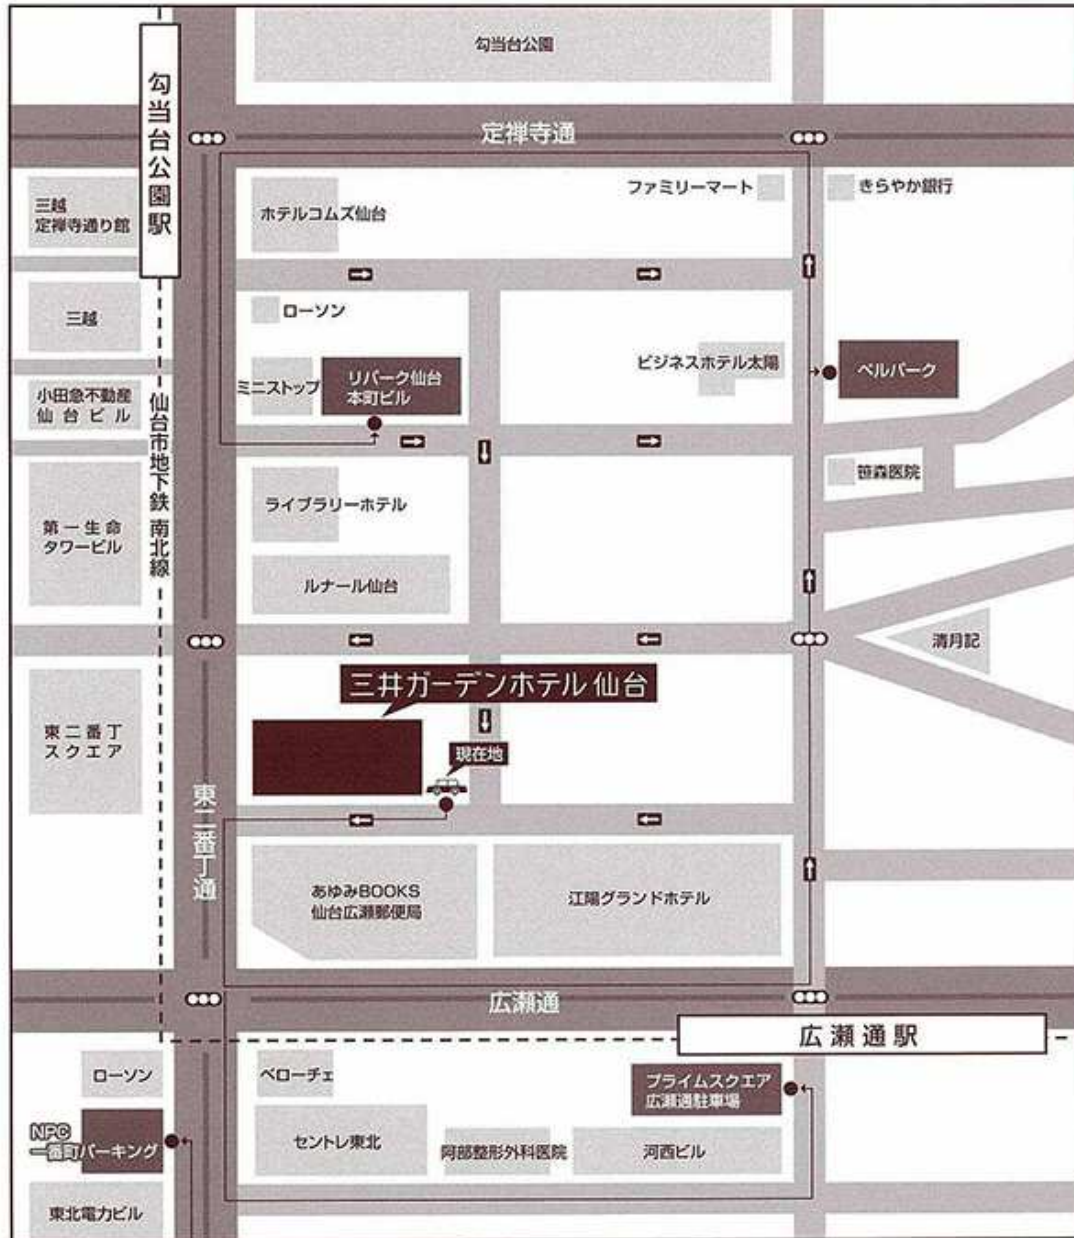 勾当台公園
勾当台公園駅
定禅寺通
三越
定禅寺通り館
ホテルコムズ仙台
ファミリーマート
きらやか銀行
三越
ローソン
小田急不動産
仙台ビル
仙台市地下鉄 南北線
ミニストップ
リパーク仙台
本町ビル
ビジネスホテル太陽
ベルパーク
第一生命
タワービル
ライブラリーホテル
笹森医院
ルナール仙台
清月記
東二番丁
スクエア
三井ガーデンホテル 仙台
現在地
東二番丁通
あゆみBOOKS
仙台広瀬郵便局
江陽グランドホテル
広瀬通
広瀬通駅
ローソン
ベローチェ
プライムスクエア
広瀬通駐車場
NPC
一番町パーキング
セントレ東北
阿部整形外科医院
河西ビル
東北電力ビル